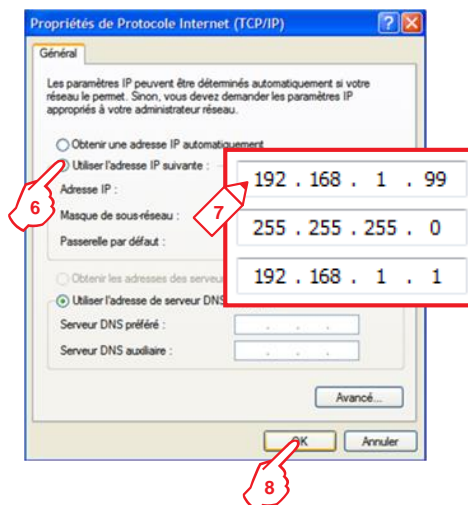 Propriétés de Protocole Internet (TCP/IP)
Général
Les paramètres IP peuvent être déterminés automatiquement si votre
réseau le permet. Sinon, vous devez demander les paramètres IP
appropriés à votre administrateur réseau.
Obtenir une adresse IP automatiquement
Utiliser l'adresse IP suivante :
6
Adresse IP :
7
192 . 168 . 1 . 99
Masque de sous-réseau :
255 . 255 . 255 . 0
Passerelle par défaut :
192 . 168 . 1 . 1
Obtenir les adresses des
Utiliser l'adresse de serveur DNS
Serveur DNS préféré :
Serveur DNS auxiliaire :
Avancé...
OK
Annuler
8